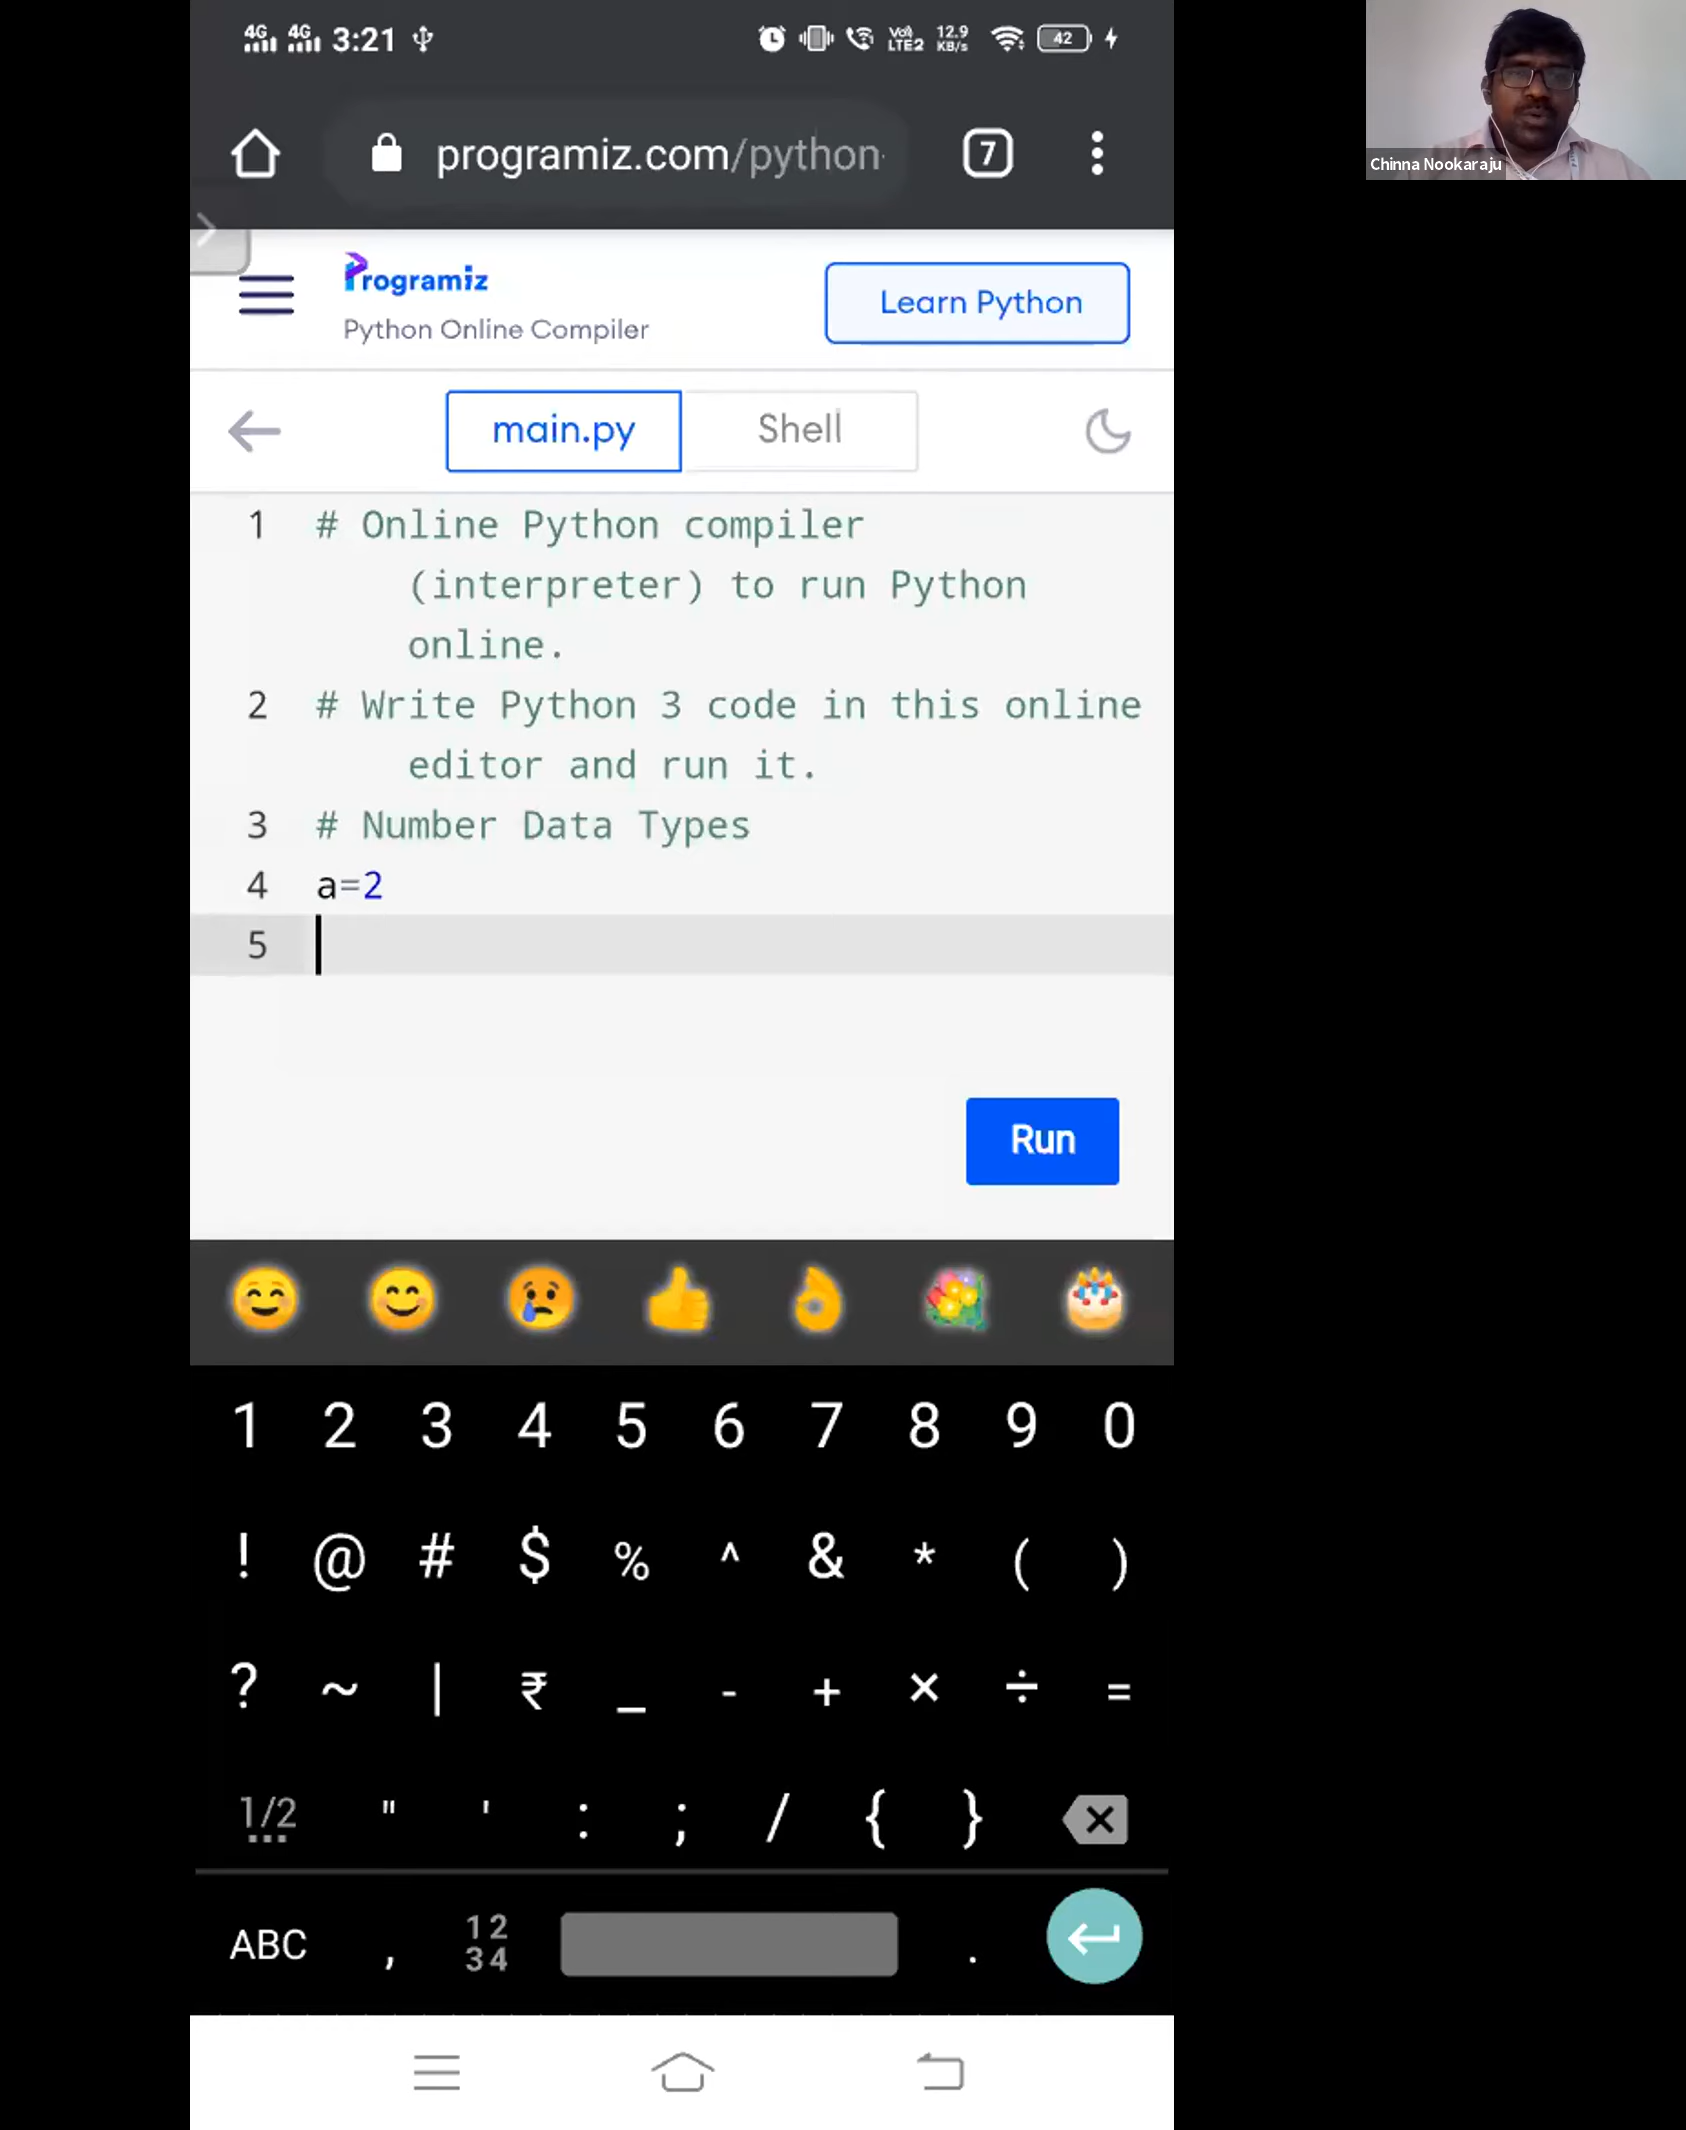 4G 4G 3:21 Vo) LTE2 12.9 KB/s 42
programiz.com/python
7
Chinna Nookaraju
Programiz
Python Online Compiler
Learn Python
main.py
Shell
1 # Online Python compiler
(interpreter) to run Python
online.
2 # Write Python 3 code in this online
editor and run it.
3 # Number Data Types
4 a=2
5
Run
1 2 3 4 5 6 7 8 9 0
! @ # $ % ^ & * ( )
? ~ | ₹ _ - + × ÷ =
1/2 " ' : ; / { }
ABC , 12 34 .